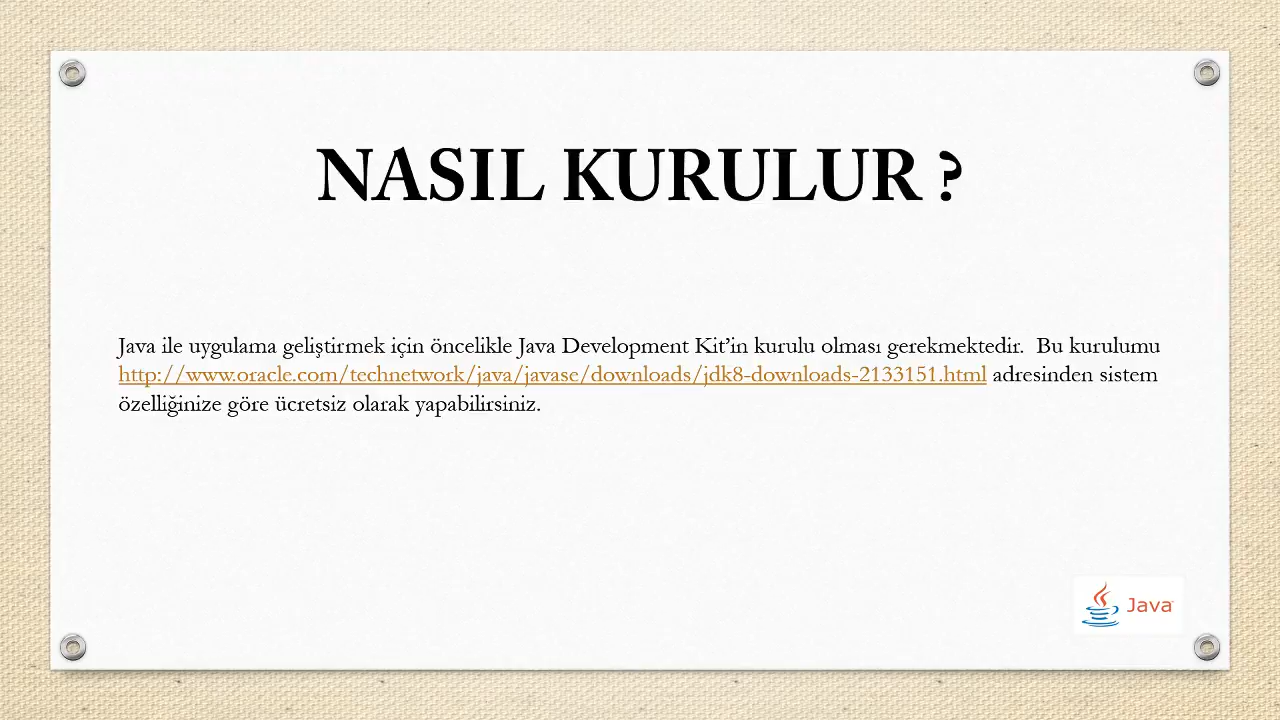 NASIL KURULUR ?
Java ile uygulama geliştirmek için öncelikle Java Development Kit’in kurulu olması gerekmektedir.  Bu kurulumu
http://www.oracle.com/technetwork/java/javase/downloads/jdk8-downloads-2133151.html adresinden sistem
özelliğinize göre ücretsiz olarak yapabilirsiniz.
Java